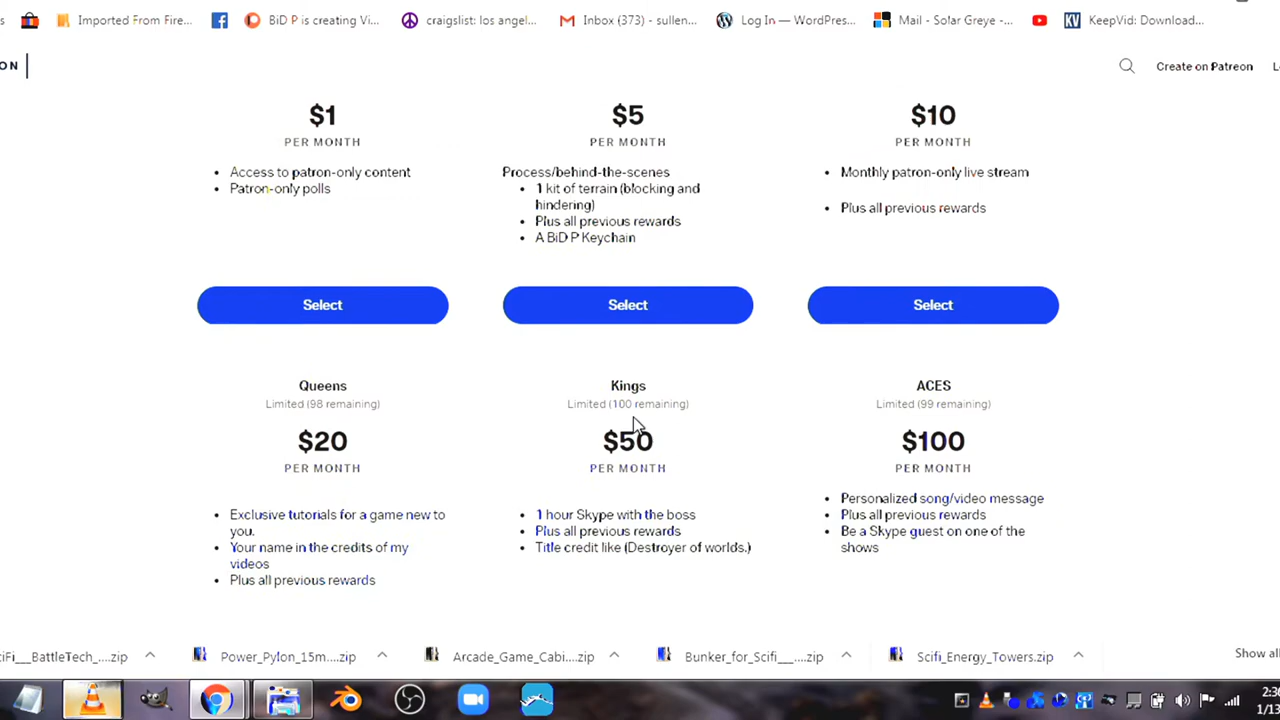 Imported From Fire...
BiD P is creating Vi...
craigslist: los angel...
Inbox (373) - sullen...
Log In — WordPres...
Mail - Solar Greye -...
KeepVid: Download...
ON
Create on Patreon
$1
PER MONTH
Access to patron-only content
Patron-only polls
Select
$5
PER MONTH
Process/behind-the-scenes
1 kit of terrain (blocking and
hindering)
Plus all previous rewards
A BiD P Keychain
Select
$10
PER MONTH
Monthly patron-only live stream
Plus all previous rewards
Select
Queens
Limited (98 remaining)
$20
PER MONTH
Exclusive tutorials for a game new to
you.
Your name in the credits of my
videos
Plus all previous rewards
Kings
Limited (100 remaining)
$50
PER MONTH
1 hour Skype with the boss
Plus all previous rewards
Title credit like (Destroyer of worlds.)
ACES
Limited (99 remaining)
$100
PER MONTH
Personalized song/video message
Plus all previous rewards
Be a Skype guest on one of the
shows
ciFi___BattleTech_....zip
Power_Pylon_15m....zip
Arcade_Game_Cabi....zip
Bunker_for_Scifi___....zip
Scifi_Energy_Towers.zip
Show all
KV
1/13